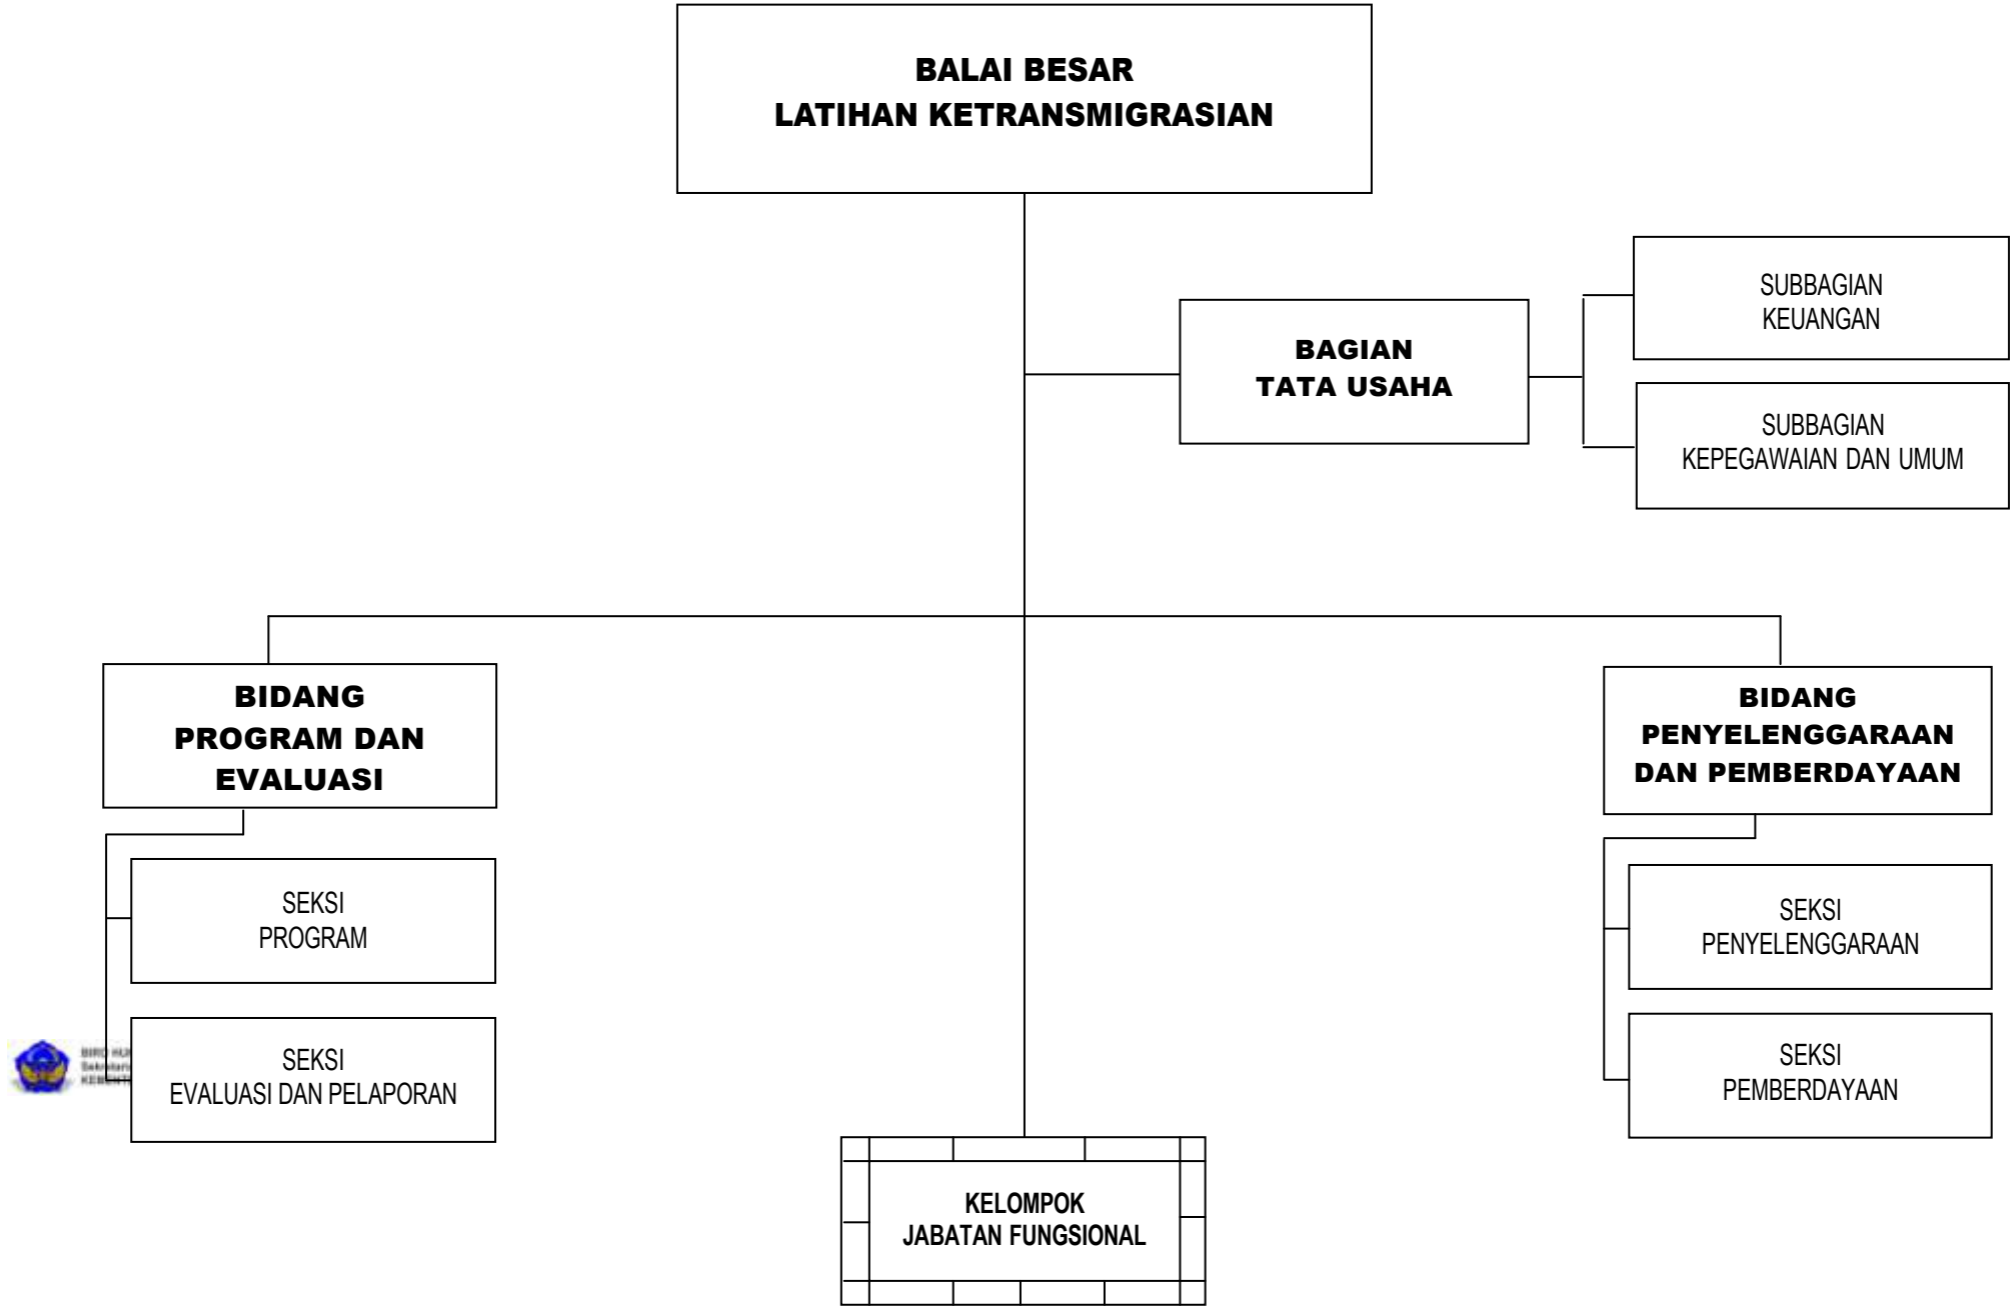 BALAI BESAR
LATIHAN KETRANSMIGRASIAN
SUBBAGIAN
KEUANGAN
BAGIAN
TATA USAHA
SUBBAGIAN
KEPEGAWAIAN DAN UMUM
BIDANG
PROGRAM DAN
EVALUASI
BIDANG
PENYELENGGARAAN
DAN PEMBERDAYAAN
SEKSI
PROGRAM
SEKSI
PENYELENGGARAAN
SEKSI
EVALUASI DAN PELAPORAN
SEKSI
PEMBERDAYAAN
BIRO
KELOMPOK
JABATAN FUNGSIONAL